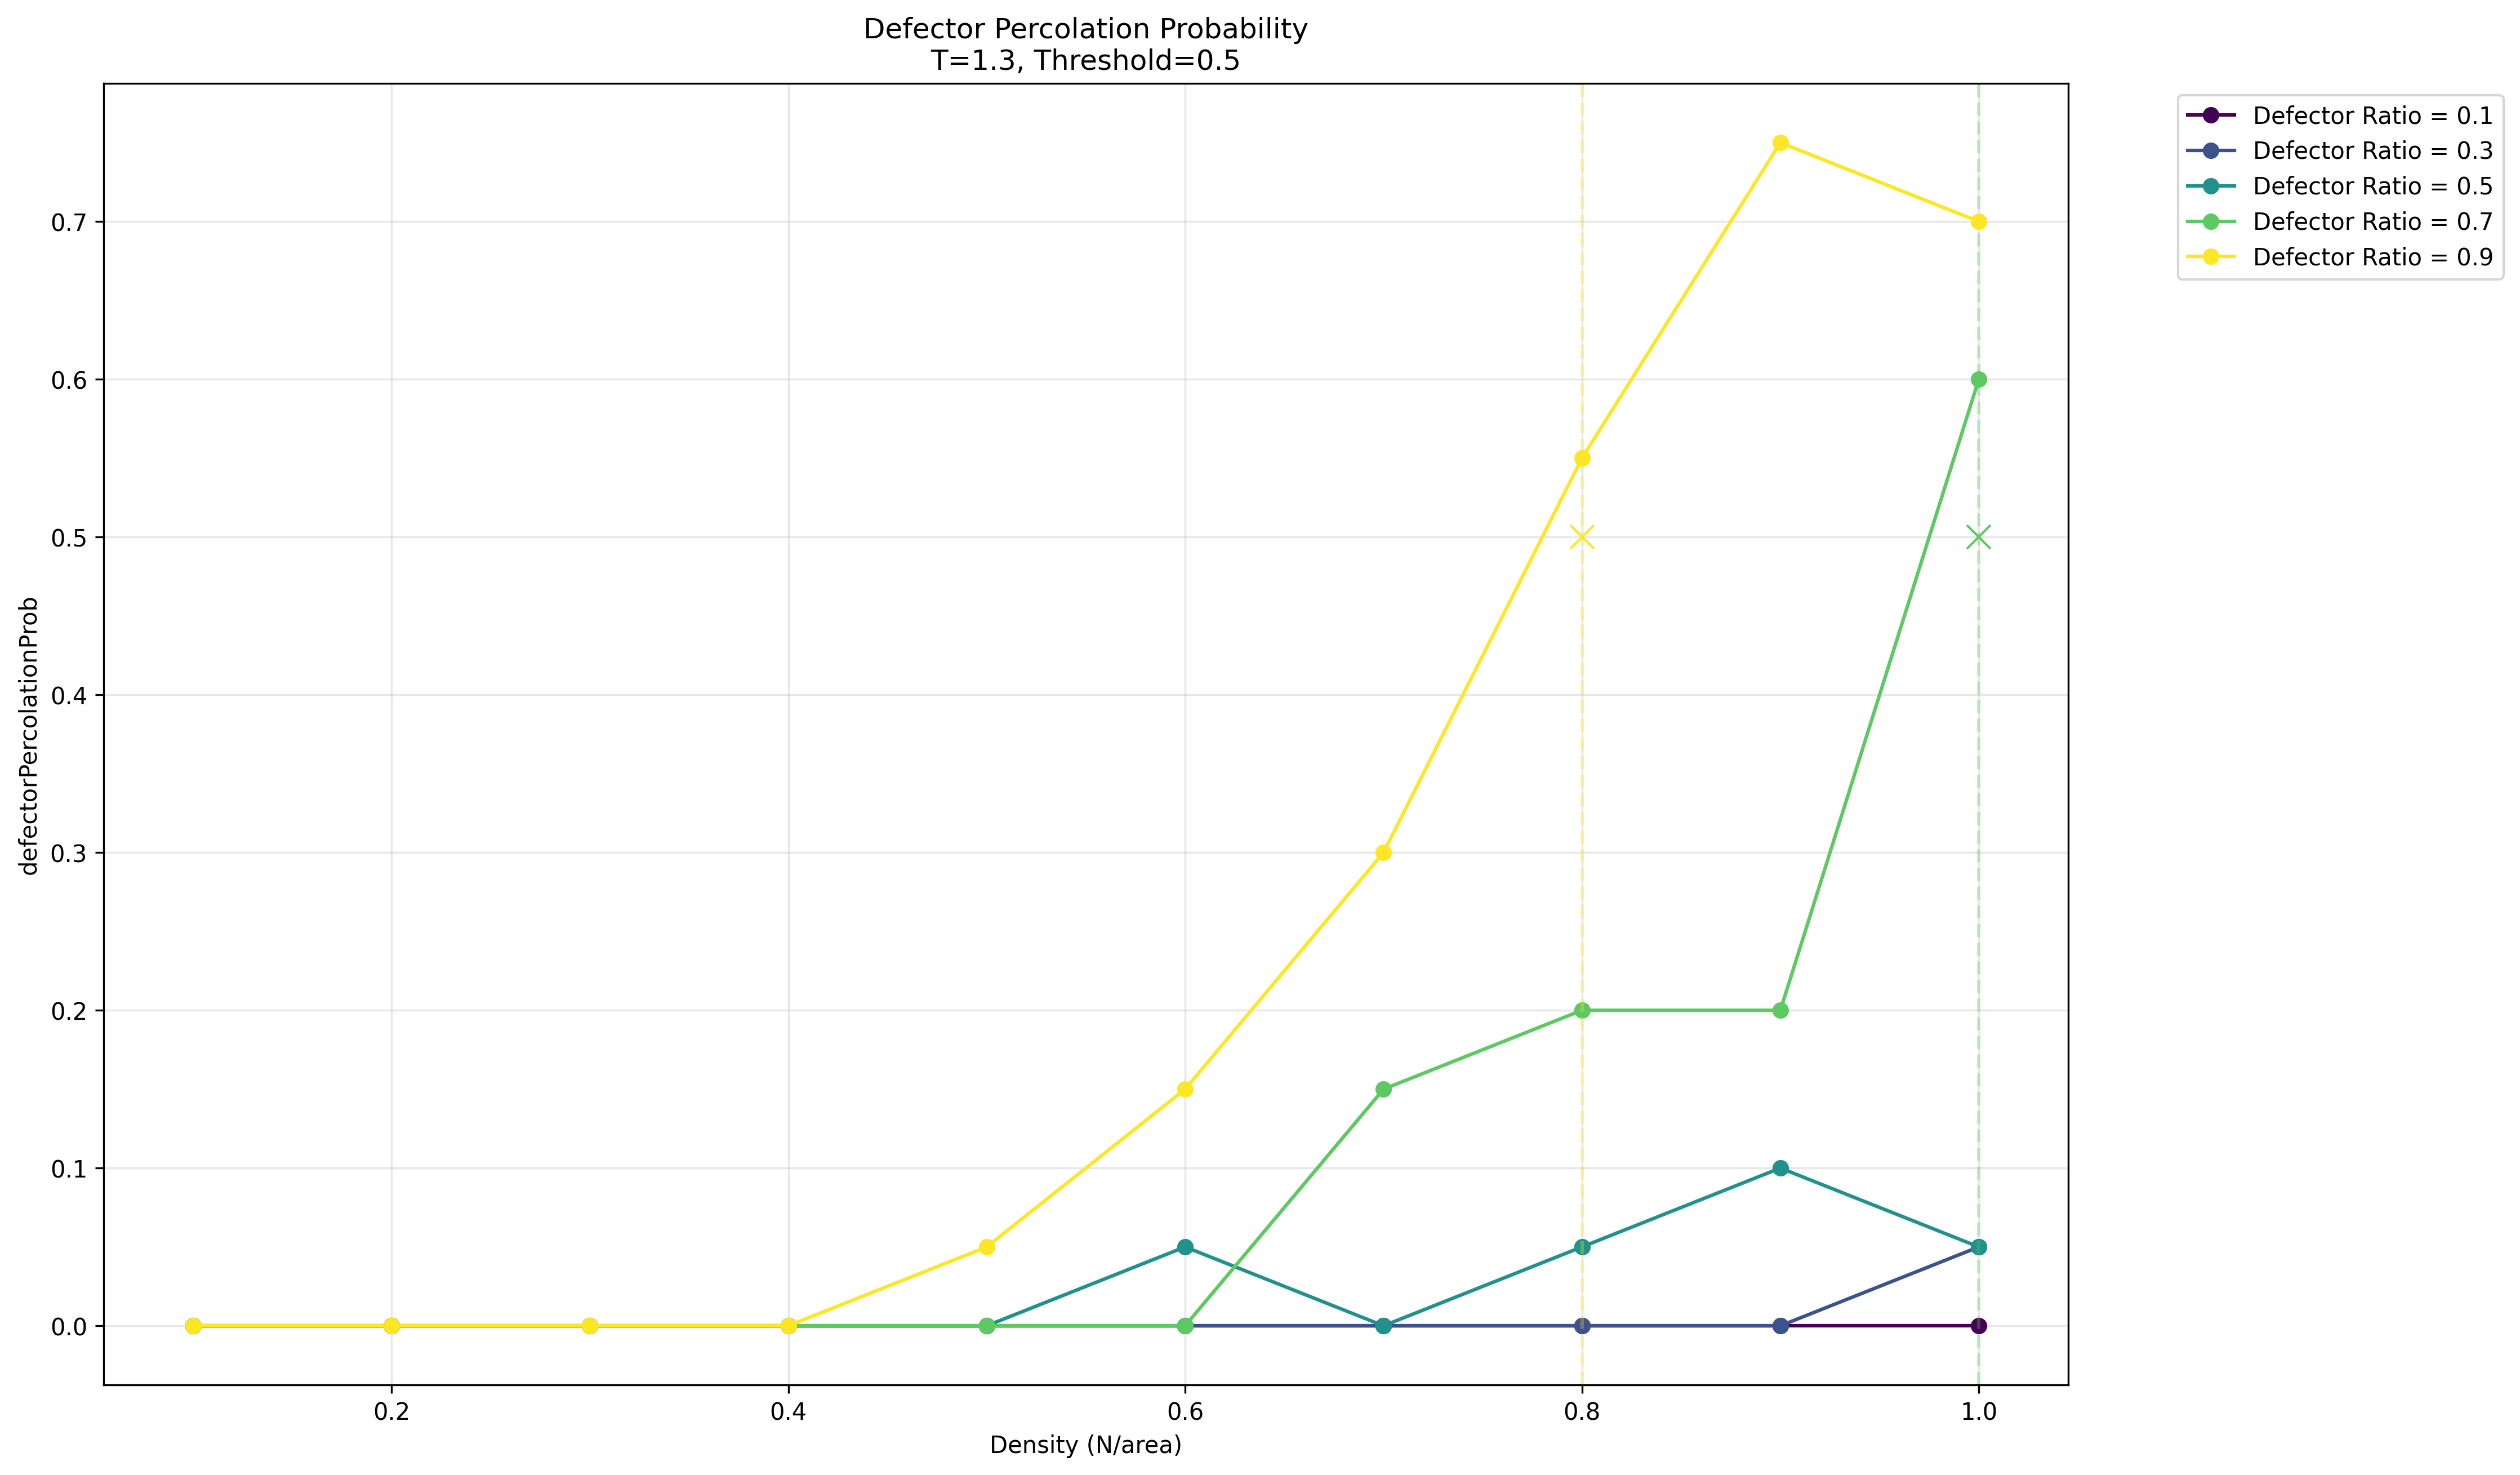 Defector Percolation Probability
T=1.3, Threshold=0.5
defectorPercolationProb
0.7
0.6
0.5
0.4
0.3
0.2
0.1
0.0
0.2
0.4
0.6
0.8
1.0
Density (N/area)
Defector Ratio = 0.1
Defector Ratio = 0.3
Defector Ratio = 0.5
Defector Ratio = 0.7
Defector Ratio = 0.9